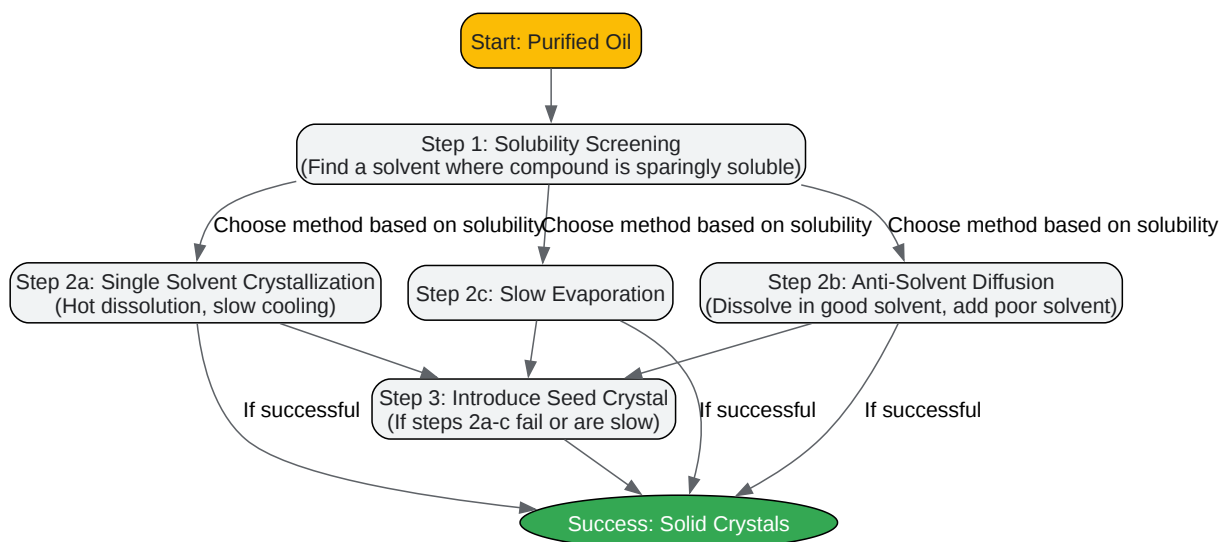 Start: Purified Oil
Step 1: Solubility Screening
(Find a solvent where compound is sparingly soluble)
Choose method based on solubility
Choose method based on solubility
Choose method based on solubility
Step 2a: Single Solvent Crystallization
(Hot dissolution, slow cooling)
Step 2c: Slow Evaporation
Step 2b: Anti-Solvent Diffusion
(Dissolve in good solvent, add poor solvent)
Step 3: Introduce Seed Crystal
(If steps 2a-c fail or are slow)
If successful
If successful
If successful
Success: Solid Crystals